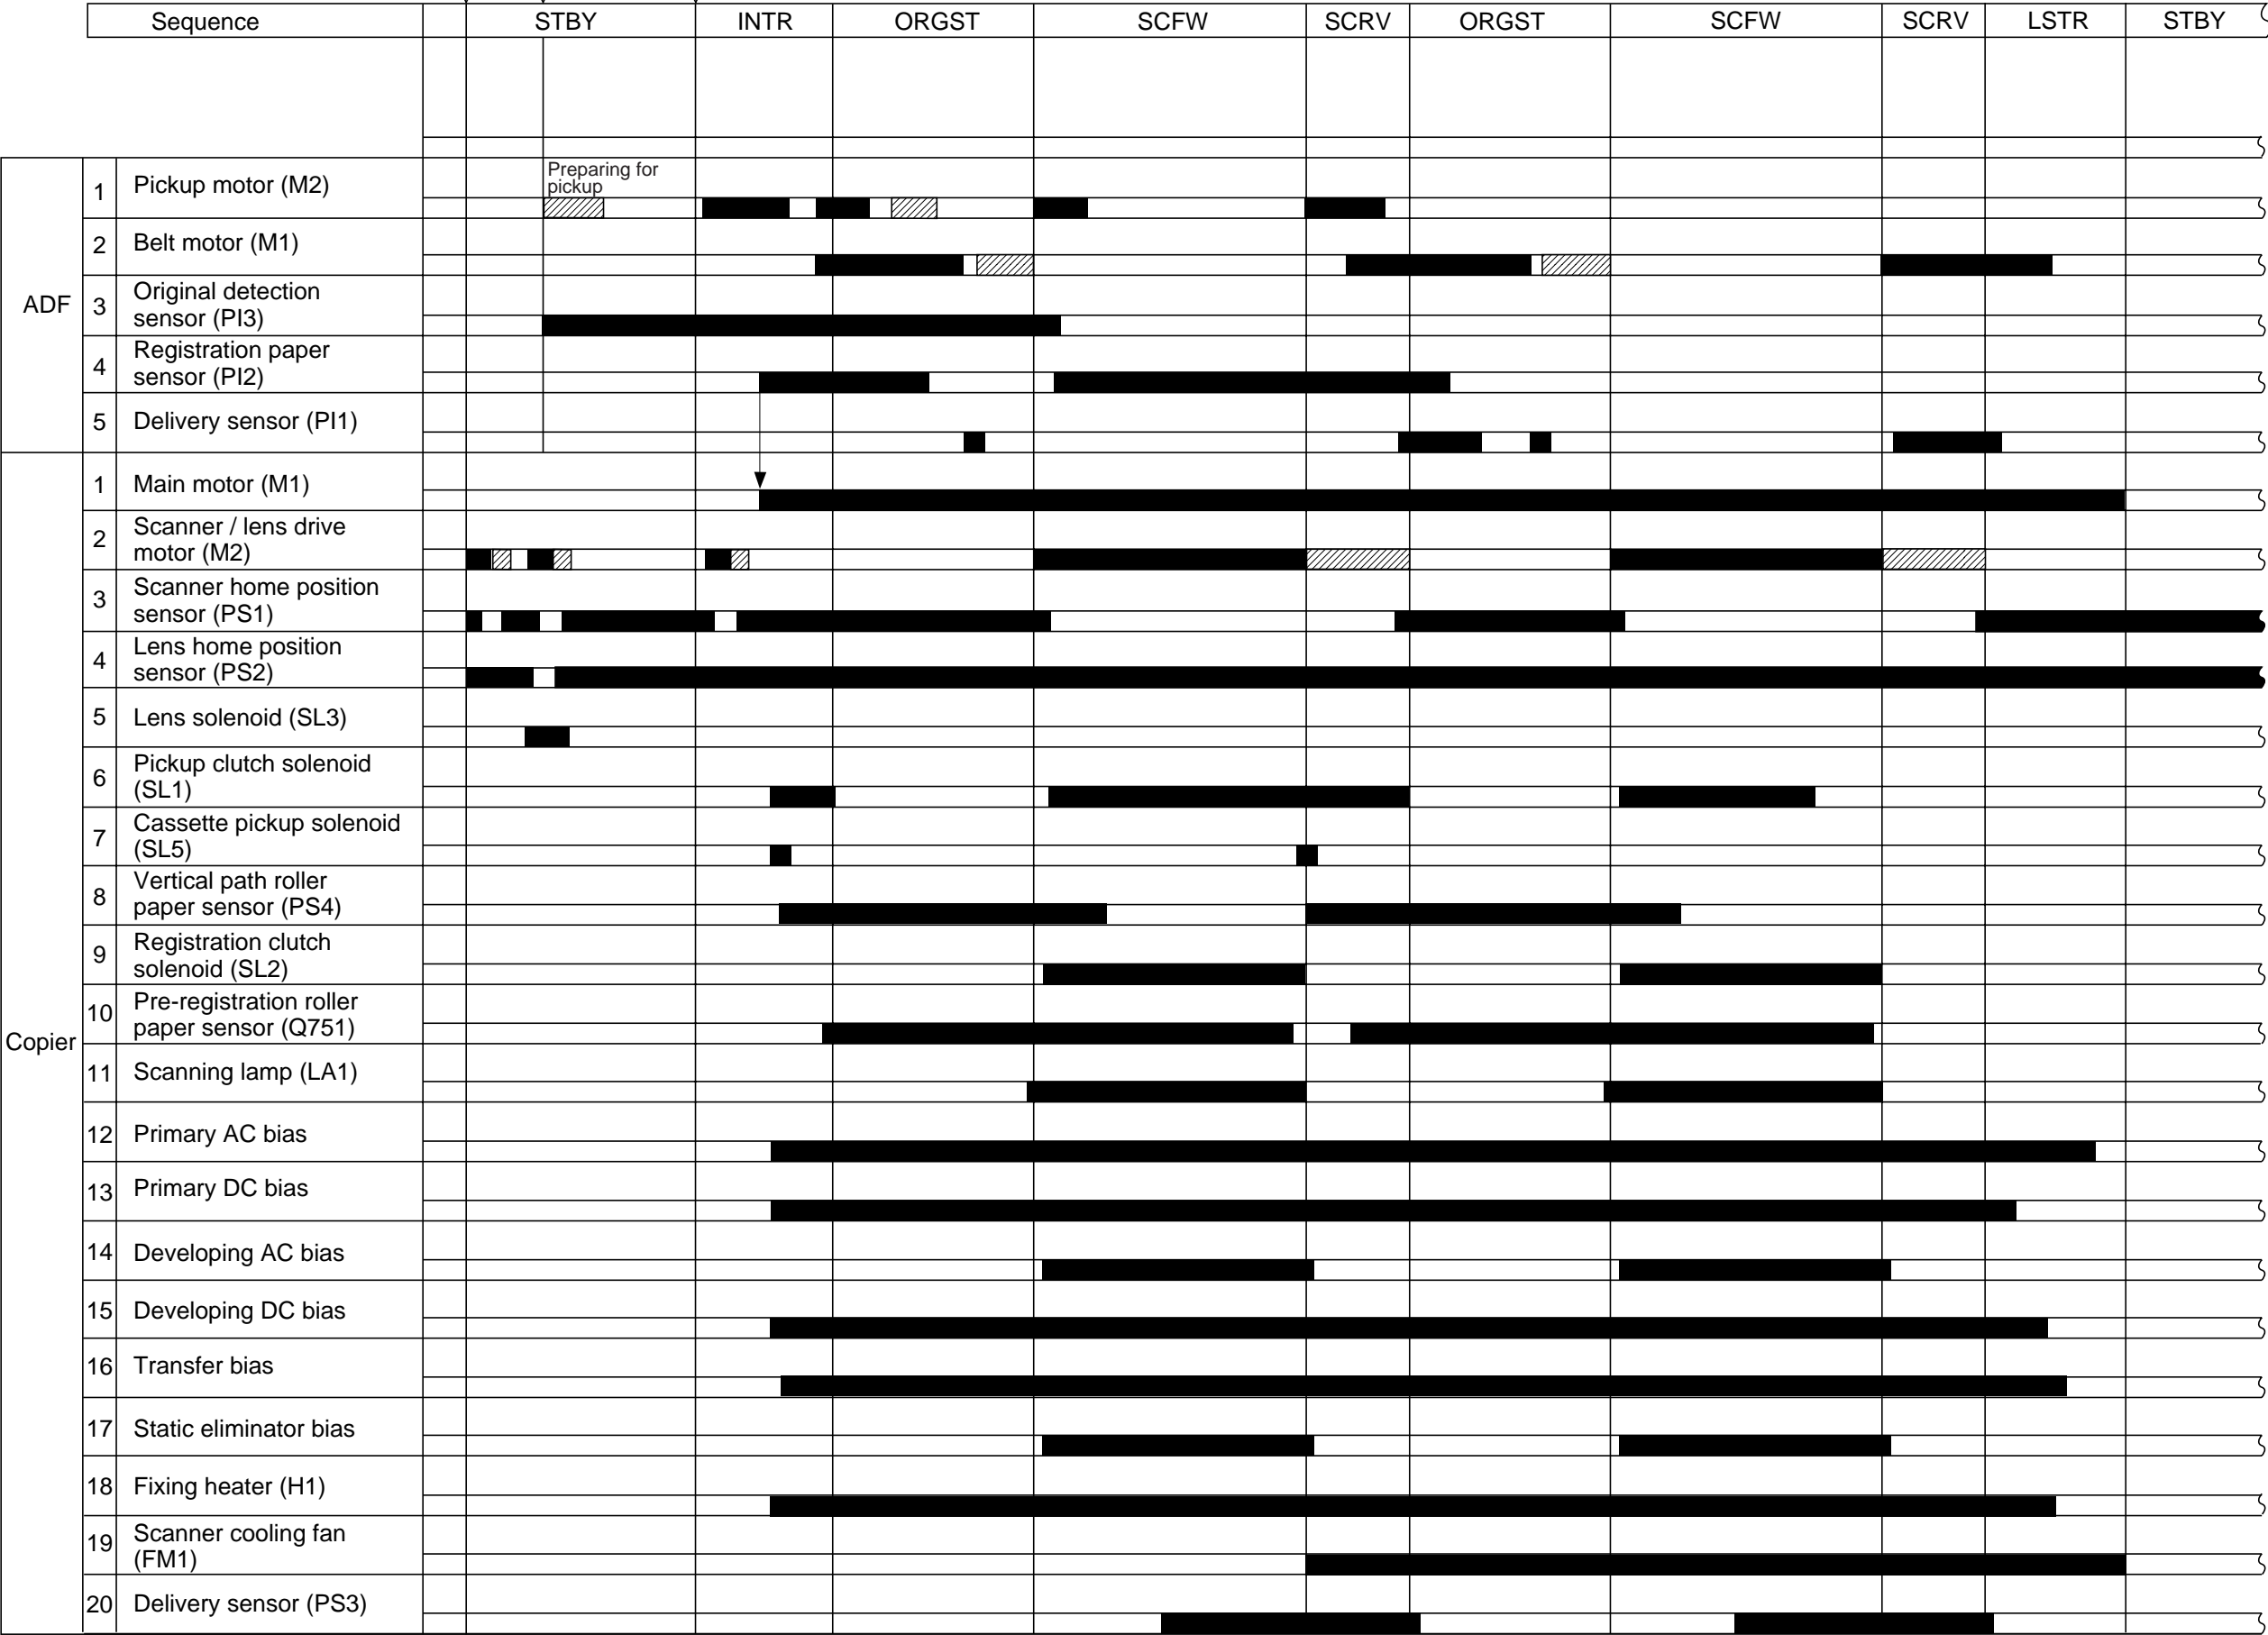 Sequence STBY INTR ORGST SCFW SCRV ORGST SCFW SCRV LSTR STBY
ADF
1 Pickup motor (M2)
Preparing for
pickup
2 Belt motor (M1)
3 Original detection
sensor (PI3)
4 Registration paper
sensor (PI2)
5 Delivery sensor (PI1)
Copier
1 Main motor (M1)
2 Scanner / lens drive
motor (M2)
3 Scanner home position
sensor (PS1)
4 Lens home position
sensor (PS2)
5 Lens solenoid (SL3)
6 Pickup clutch solenoid
(SL1)
7 Cassette pickup solenoid
(SL5)
8 Vertical path roller
paper sensor (PS4)
9 Registration clutch
solenoid (SL2)
10 Pre-registration roller
paper sensor (Q751)
11 Scanning lamp (LA1)
12 Primary AC bias
13 Primary DC bias
14 Developing AC bias
15 Developing DC bias
16 Transfer bias
17 Static eliminator bias
18 Fixing heater (H1)
19 Scanner cooling fan
(FM1)
20 Delivery sensor (PS3)